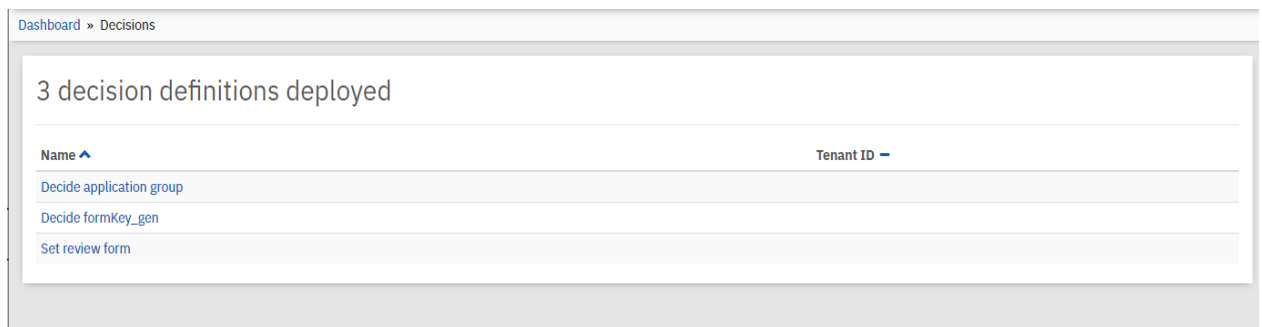 Dashboard » Decisions
3 decision definitions deployed
Name Tenant ID
Decide application group
Decide formKey_gen
Set review form